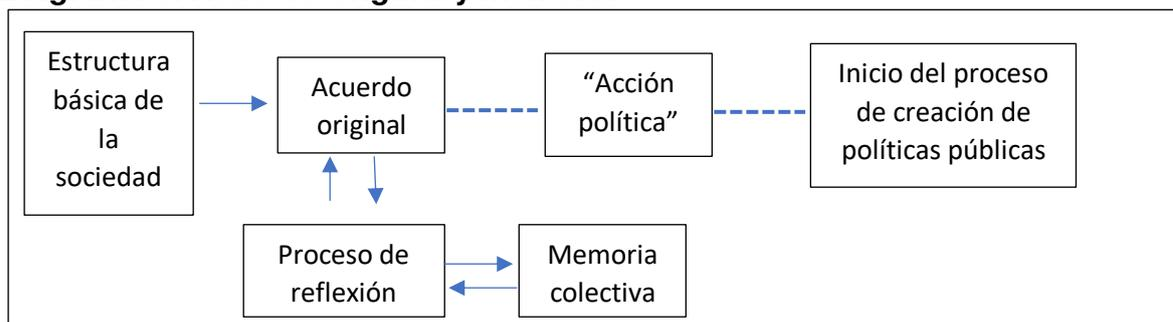 Estructura
básica de
la
sociedad
Acuerdo
original
“Acción
política”
Inicio del proceso
de creación de
políticas públicas
Proceso de
reflexión
Memoria
colectiva